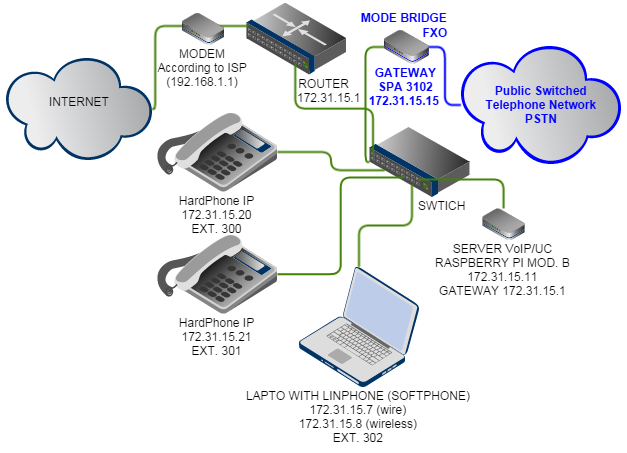 MODE BRIDGE
FXO
MODEM
According to ISP
(192.168.1.1)
ROUTER
172.31.15.1
GATEWAY
SPA 3102
172.31.15.15
INTERNET
Public Switched
Telephone Network
PSTN
HardPhone IP
172.31.15.20
EXT. 300
SWTICH
SERVER VoIP/UC
RASPBERRY PI MOD. B
172.31.15.11
GATEWAY 172.31.15.1
HardPhone IP
172.31.15.21
EXT. 301
LAPTO WITH LINPHONE (SOFTPHONE)
172.31.15.7 (wire)
172.31.15.8 (wireless)
EXT. 302